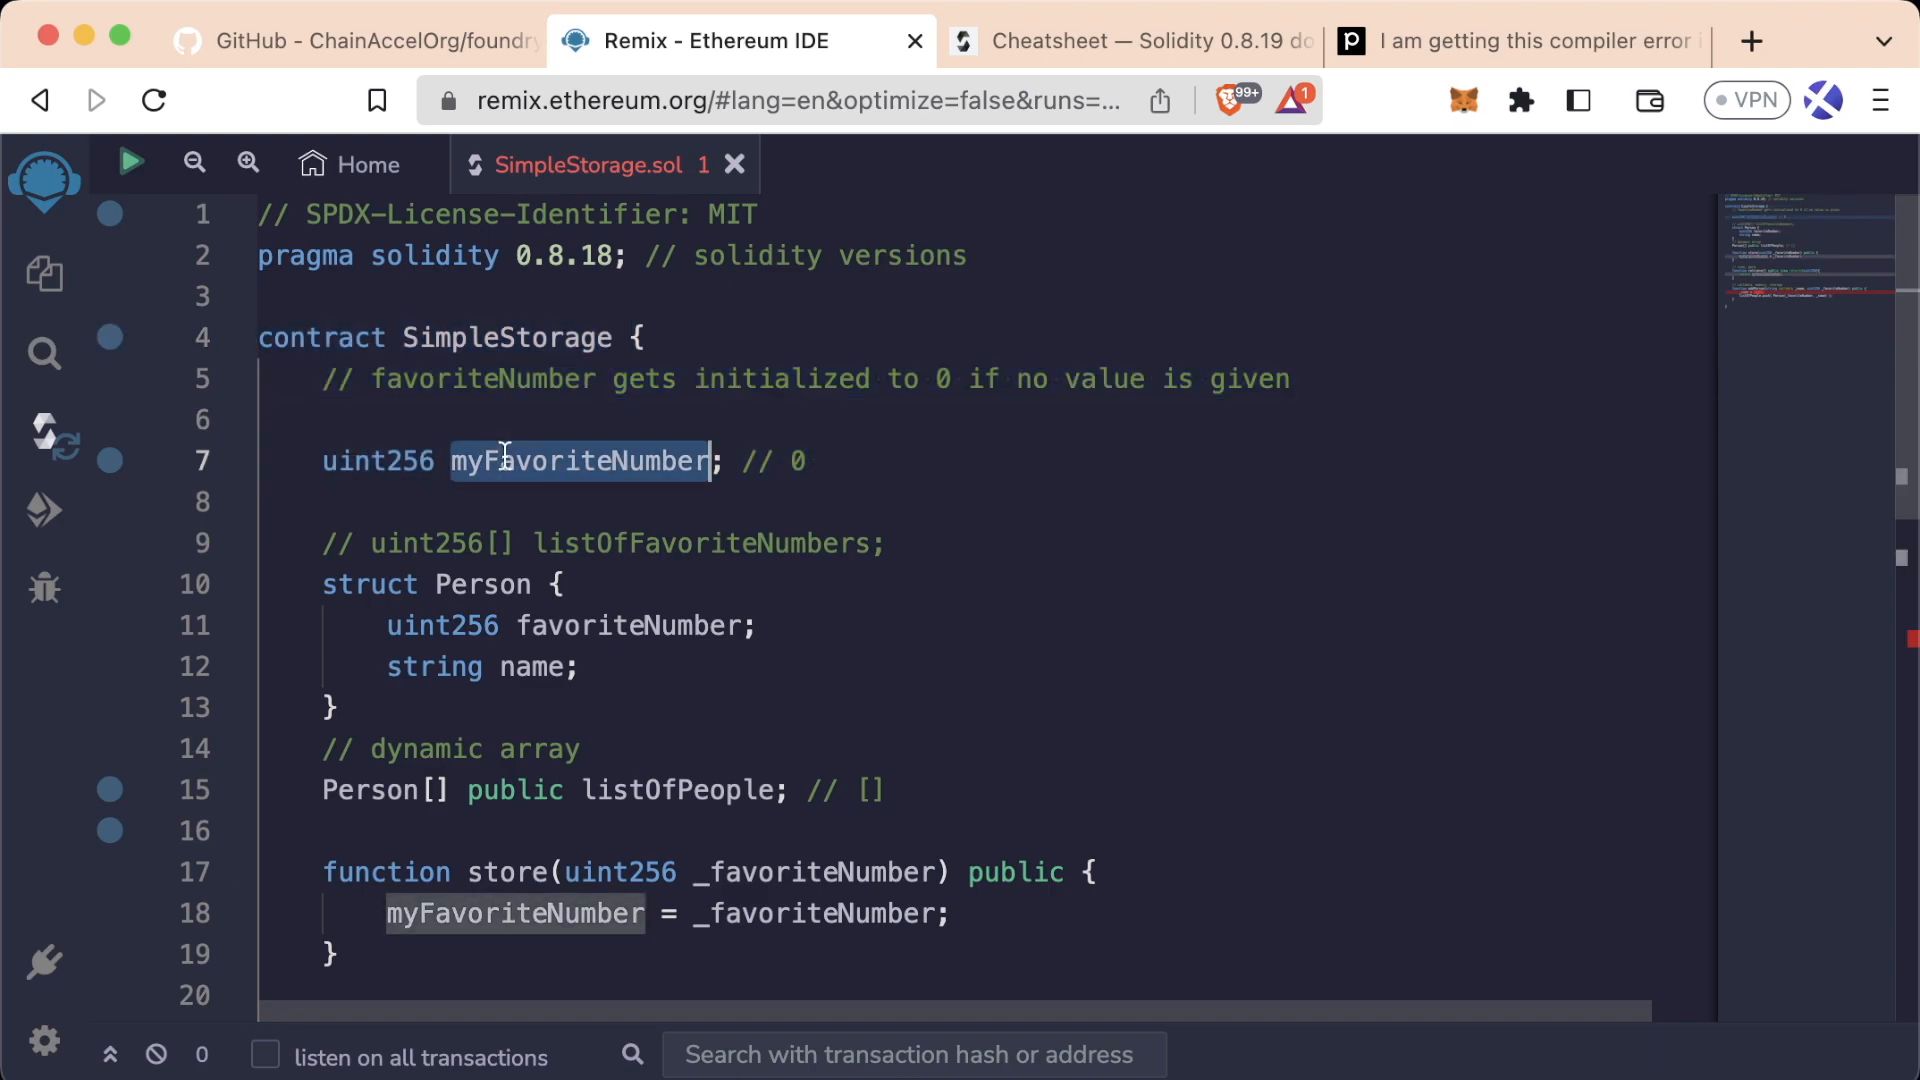 GitHub - ChainAccelOrg/foundry
Remix - Ethereum IDE
Cheatsheet — Solidity 0.8.19 do
I am getting this compiler error i
remix.ethereum.org/#lang=en&optimize=false&runs=...
99+
1
VPN
Home
SimpleStorage.sol 1
1 // SPDX-License-Identifier: MIT
2 pragma solidity 0.8.18; // solidity versions
3
4 contract SimpleStorage {
5 // favoriteNumber gets initialized to 0 if no value is given
6
7 uint256 myFavoriteNumber; // 0
8
9 // uint256[] listOfFavoriteNumbers;
10 struct Person {
11 uint256 favoriteNumber;
12 string name;
13 }
14 // dynamic array
15 Person[] public listOfPeople; // []
16
17 function store(uint256 _favoriteNumber) public {
18 myFavoriteNumber = _favoriteNumber;
19 }
20
0
listen on all transactions
Search with transaction hash or address